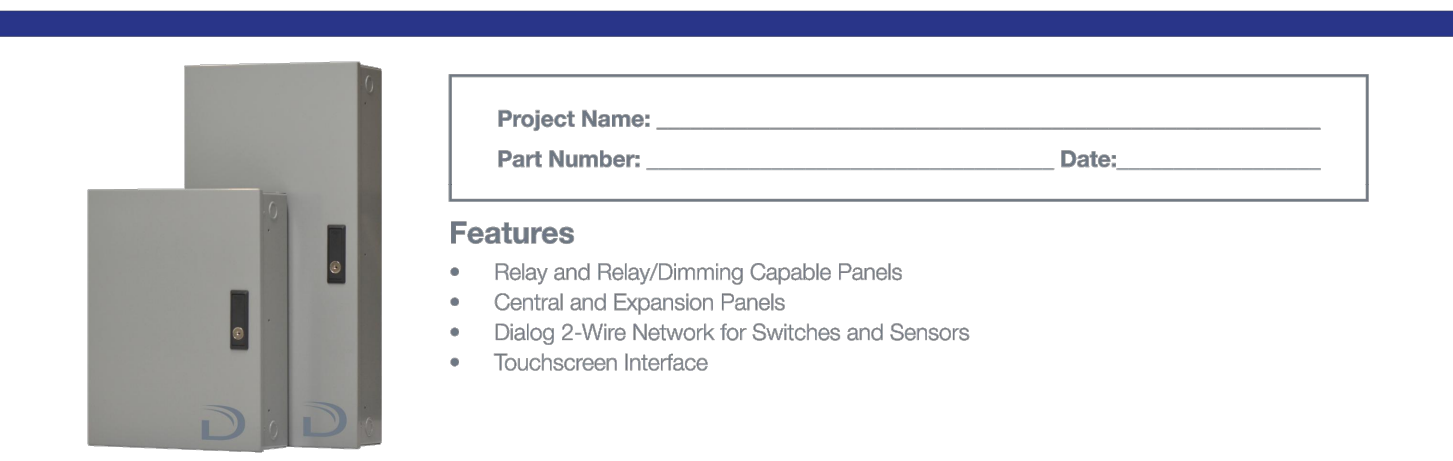 Project Name:
Part Number: Date:
Features
• Relay and Relay/Dimming Capable Panels
• Central and Expansion Panels
• Dialog 2-Wire Network for Switches and Sensors
• Touchscreen Interface
D D